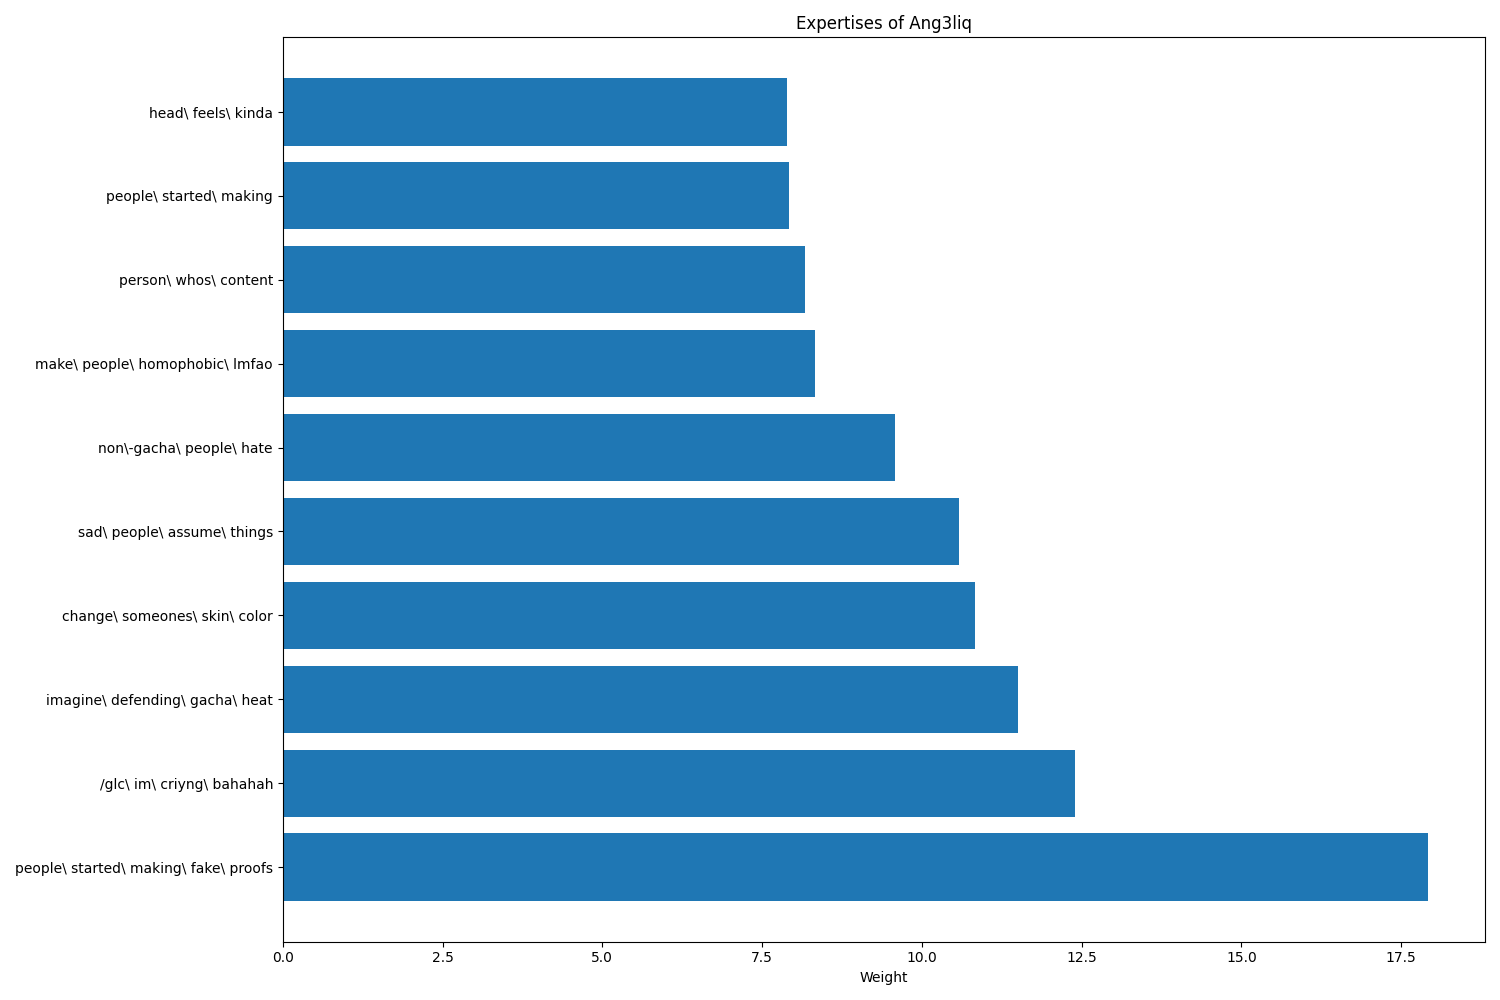 Expertises of Ang3liq
head\ feels\ kinda
people\ started\ making
person\ whos\ content
make\ people\ homophobic\ lmfao
non\-gacha\ people\ hate
sad\ people\ assume\ things
change\ someones\ skin\ color
imagine\ defending\ gacha\ heat
/glc\ im\ criyng\ bahahah
people\ started\ making\ fake\ proofs
0.0 2.5 5.0 7.5 10.0 12.5 15.0 17.5
Weight